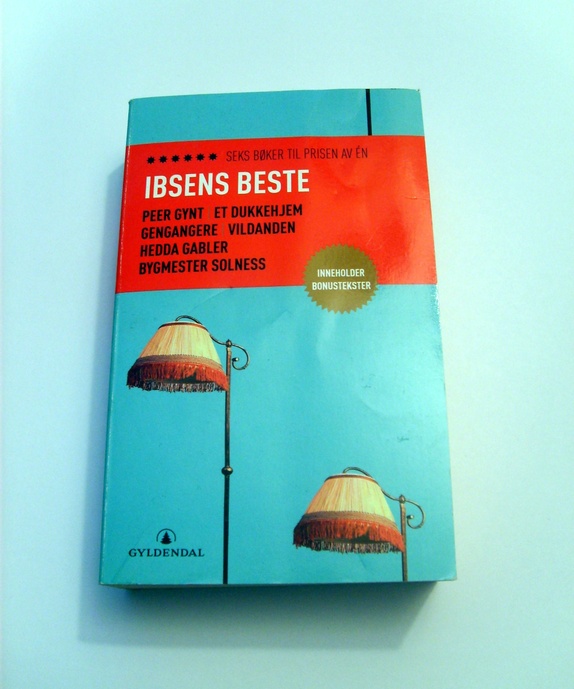 SEKS BØKER TIL PRISEN AV ÉN
IBSENS BESTE
PEER GYNT ET DUKKEHJEM
GENGANGERE VILDANDEN
HEDDA GABLER
BYGMESTER SOLNESS
INNEHOLDER
BONUSTEKSTER
GYLDENDAL